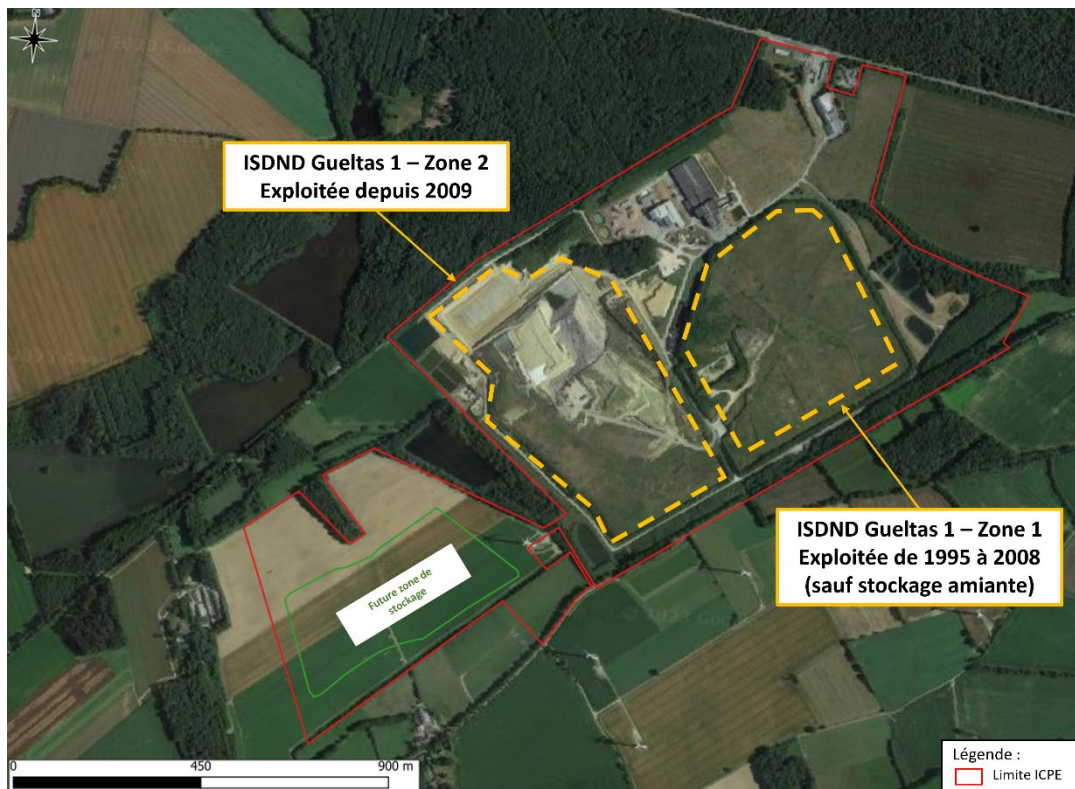 N
ISDND Gueltas 1 – Zone 2
Exploitée depuis 2009
Future zone de
stockage
ISDND Gueltas 1 – Zone 1
Exploitée de 1995 à 2008
(sauf stockage amiante)
0 450 900 m
Légende :
Limite ICPE